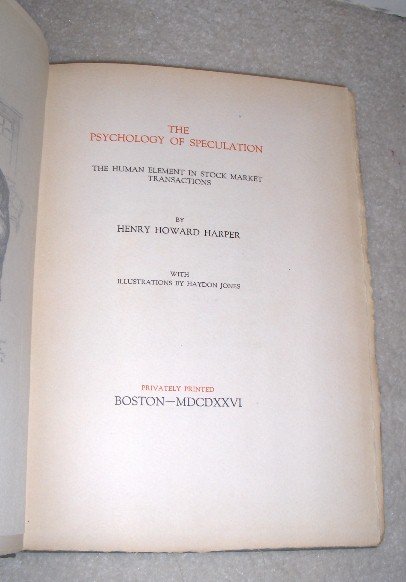 THE
PSYCHOLOGY OF SPECULATION
THE HUMAN ELEMENT IN STOCK MARKET
TRANSACTIONS
BY
HENRY HOWARD HARPER
WITH
ILLUSTRATIONS BY HAYDON JONES
PRIVATELY PRINTED
BOSTON—MDCDXXVI